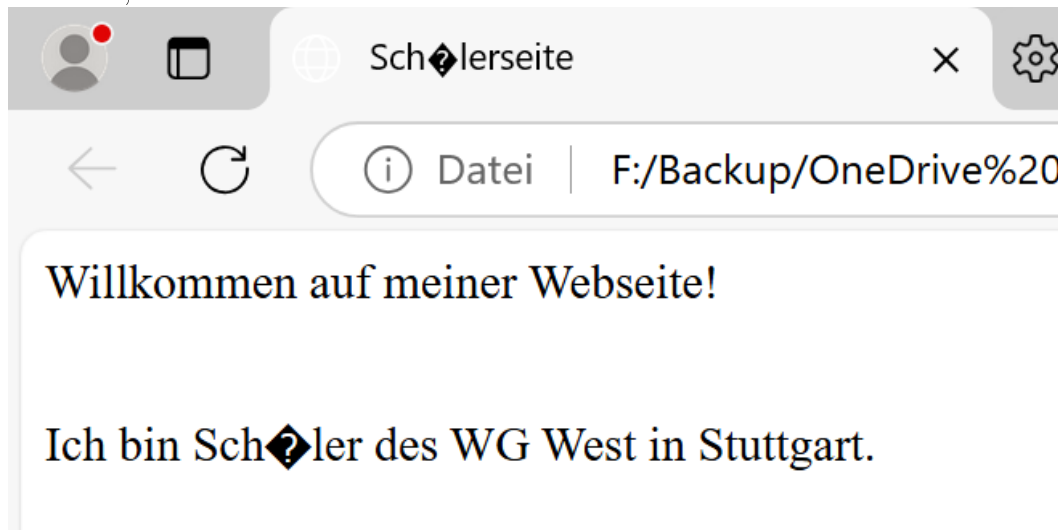 Sch�lerseite
Datei F:/Backup/OneDrive%20
Willkommen auf meiner Webseite!
Ich bin Sch�ler des WG West in Stuttgart.